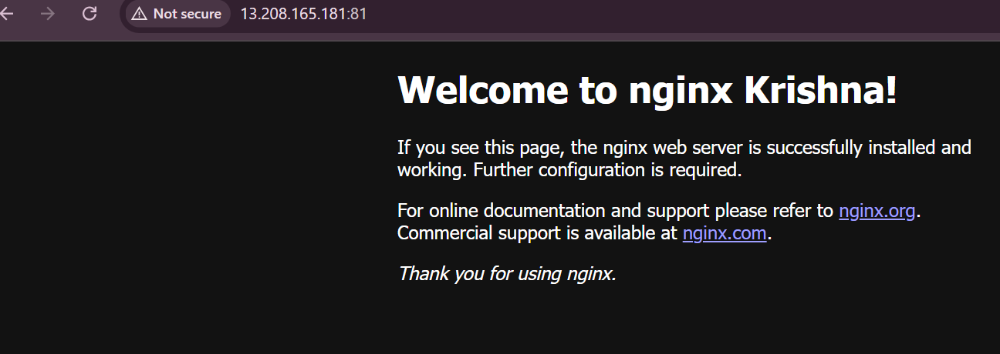 Not secure 13.208.165.181:81
Welcome to nginx Krishna!
If you see this page, the nginx web server is successfully installed and
working. Further configuration is required.
For online documentation and support please refer to nginx.org.
Commercial support is available at nginx.com.
Thank you for using nginx.